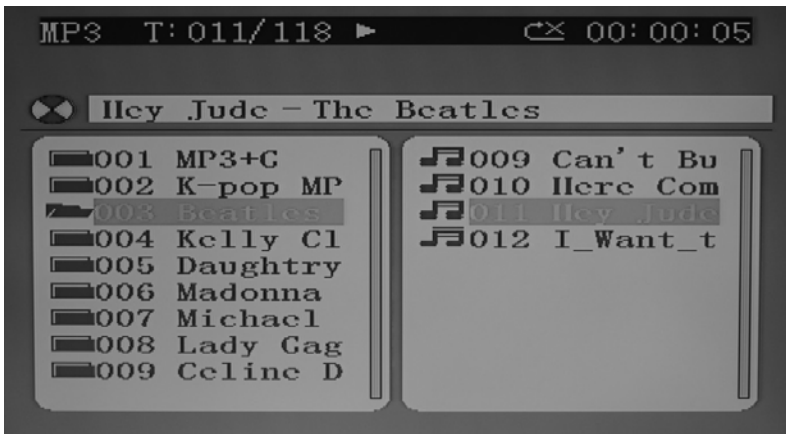 MP3 T:011/118 00:00:05
Hey Jude-The Beatles
001 MP3+G
002 K-pop MP
003 Beatles
004 Kelly Cl
005 Daughtry
006 Madonna
007 Michael
008 Lady Gag
009 Celine D
009 Can't Bu
010 Here Com
011 Hey Jude
012 I_Want_t